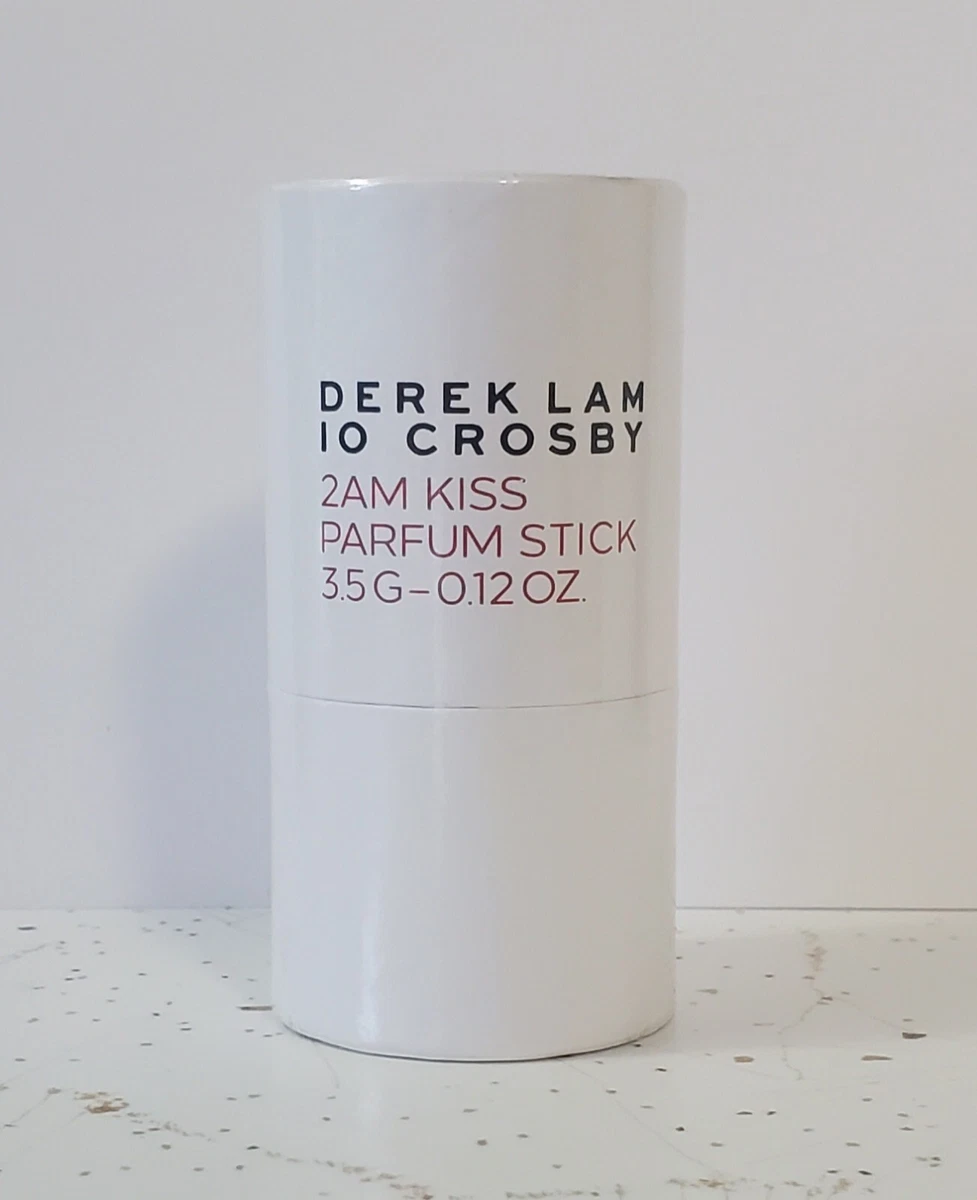 DEREK LAM
10 CROSBY
2AM KISS
PARFUM STICK
3.5 G – 0.12 OZ.